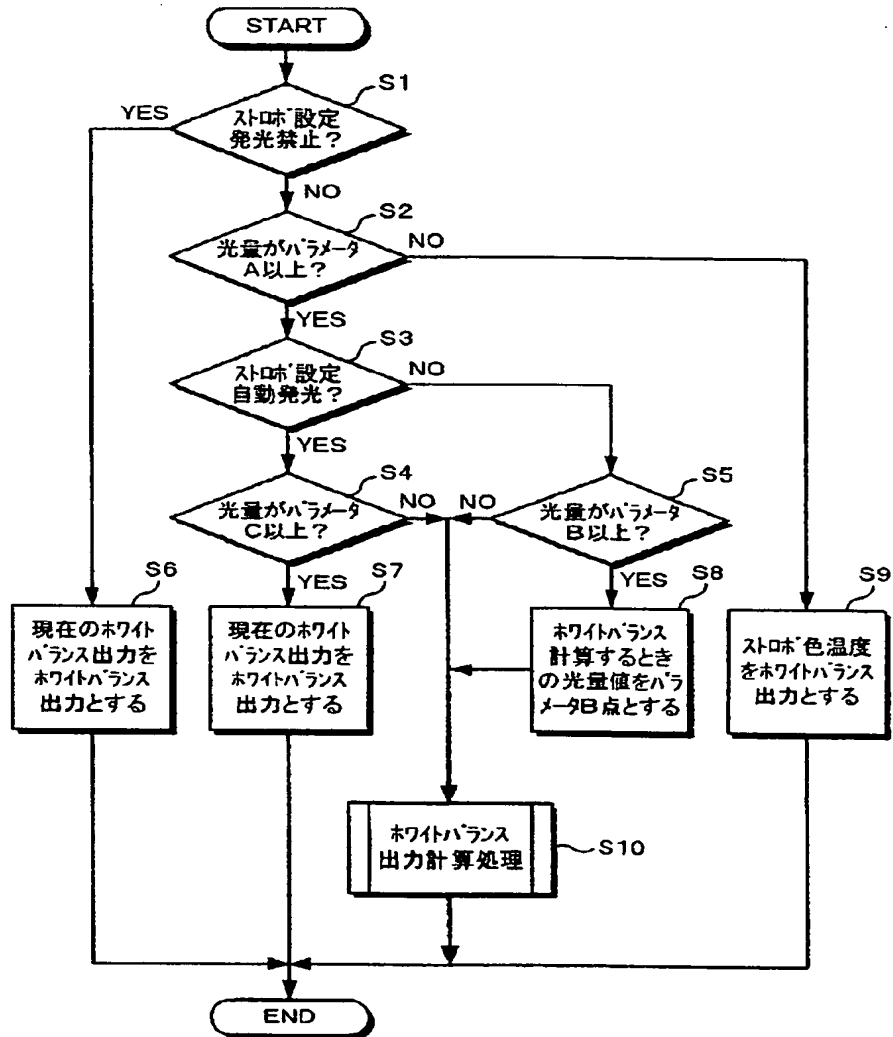 START
S1
YES
ストロボ設定
発光禁止?
NO
S2
光量がパラメータ
A以上?
NO
YES
S3
ストロボ設定
自動発光?
NO
YES
S4
光量がパラメータ
C以上?
NO
NO
S5
光量がパラメータ
B以上?
S6
現在のホワイト
バランス出力を
ホワイトバランス
出力とする
YES
S7
現在のホワイト
バランス出力を
ホワイトバランス
出力とする
YES
S8
ホワイトバランス
計算するとき
の光量値をパラ
メータB点とする
S9
ストロボ色温度
をホワイトバランス
出力とする
ホワイトバランス
出力計算処理
S10
END